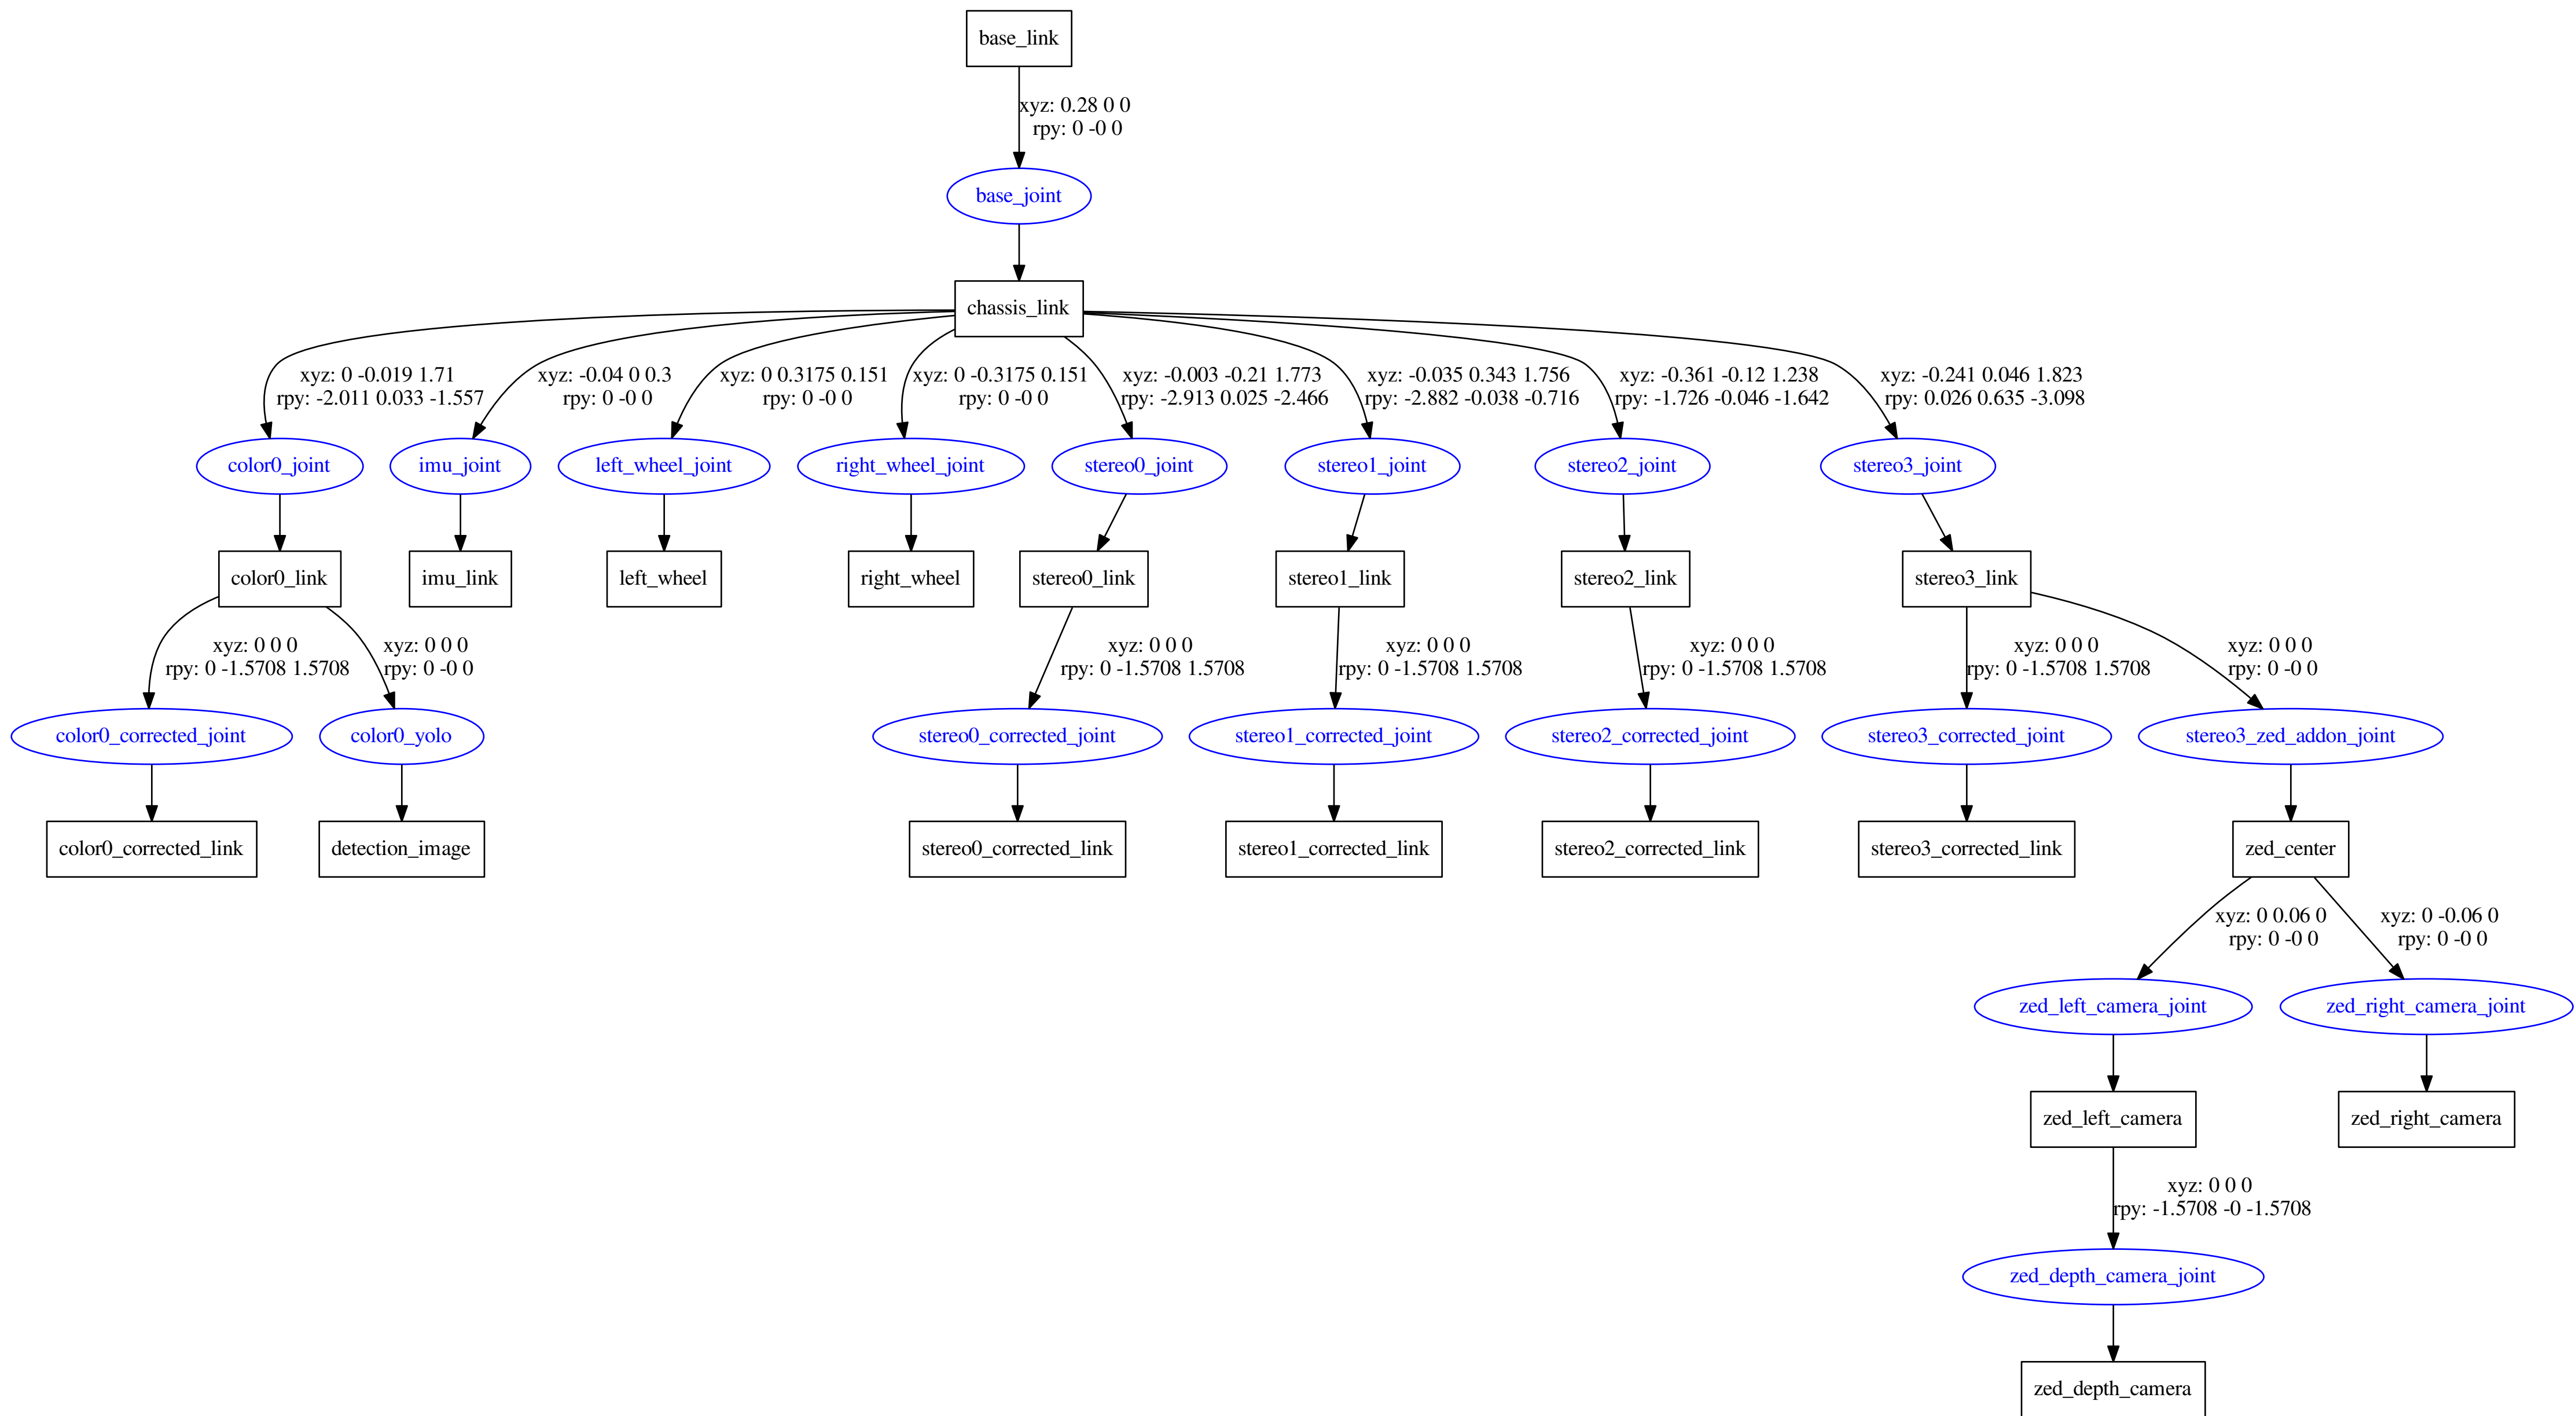 base_link
xyz: 0.28 0 0
rpy: 0 -0 0
base_joint
chassis_link
xyz: 0 -0.019 1.71
rpy: -2.011 0.033 -1.557
xyz: -0.04 0 0.3
rpy: 0 -0 0
xyz: 0 0.3175 0.151
rpy: 0 -0 0
xyz: 0 -0.3175 0.151
rpy: 0 -0 0
xyz: -0.003 -0.21 1.773
rpy: -2.913 0.025 -2.466
xyz: -0.035 0.343 1.756
rpy: -2.882 -0.038 -0.716
xyz: -0.361 -0.12 1.238
rpy: -1.726 -0.046 -1.642
xyz: -0.241 0.046 1.823
rpy: 0.026 0.635 -3.098
color0_joint
imu_joint
left_wheel_joint
right_wheel_joint
stereo0_joint
stereo1_joint
stereo2_joint
stereo3_joint
color0_link
imu_link
left_wheel
right_wheel
stereo0_link
stereo1_link
stereo2_link
stereo3_link
xyz: 0 0 0
rpy: 0 -1.5708 1.5708
xyz: 0 0 0
rpy: 0 -0 0
xyz: 0 0 0
rpy: 0 -1.5708 1.5708
xyz: 0 0 0
rpy: 0 -1.5708 1.5708
xyz: 0 0 0
rpy: 0 -1.5708 1.5708
xyz: 0 0 0
rpy: 0 -1.5708 1.5708
xyz: 0 0 0
rpy: 0 -0 0
color0_corrected_joint
color0_yolo
stereo0_corrected_joint
stereo1_corrected_joint
stereo2_corrected_joint
stereo3_corrected_joint
stereo3_zed_addon_joint
color0_corrected_link
detection_image
stereo0_corrected_link
stereo1_corrected_link
stereo2_corrected_link
stereo3_corrected_link
zed_center
xyz: 0 0.06 0
rpy: 0 -0 0
xyz: 0 -0.06 0
rpy: 0 -0 0
zed_left_camera_joint
zed_right_camera_joint
zed_left_camera
zed_right_camera
xyz: 0 0 0
rpy: -1.5708 -0 -1.5708
zed_depth_camera_joint
zed_depth_camera